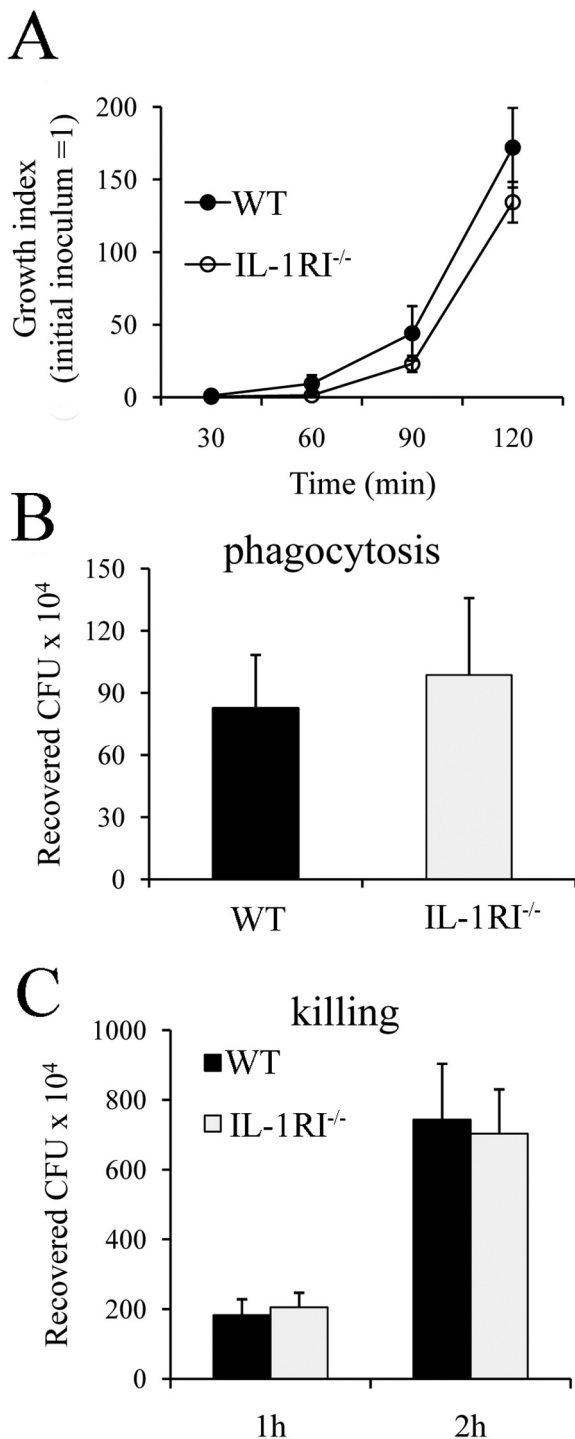 A
Growth index
(initial inoculum =1)
200
150
100
50
0
WT
IL-1RI-/-
30 60 90 120
Time (min)
B
phagocytosis
Recovered CFU x 10⁴
150
120
90
60
30
0
WT IL-1RI-/-
C
killing
Recovered CFU x 10⁴
1000
800
600
400
200
0
WT
IL-1RI-/-
1h 2h